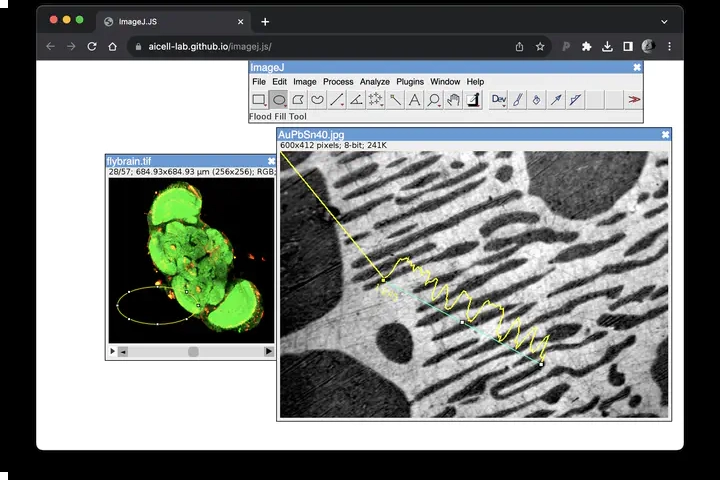 ImageJ.JS
aicell-lab.github.io/imagej.js/
ImageJ
File Edit Image Process Analyze Plugins Window Help
Dev
Flood Fill Tool
AuPbSn40.jpg
600x412 pixels; 8-bit; 241K
flybrain.tif
28/57; 684.93x684.93 µm (256x256); RGB;